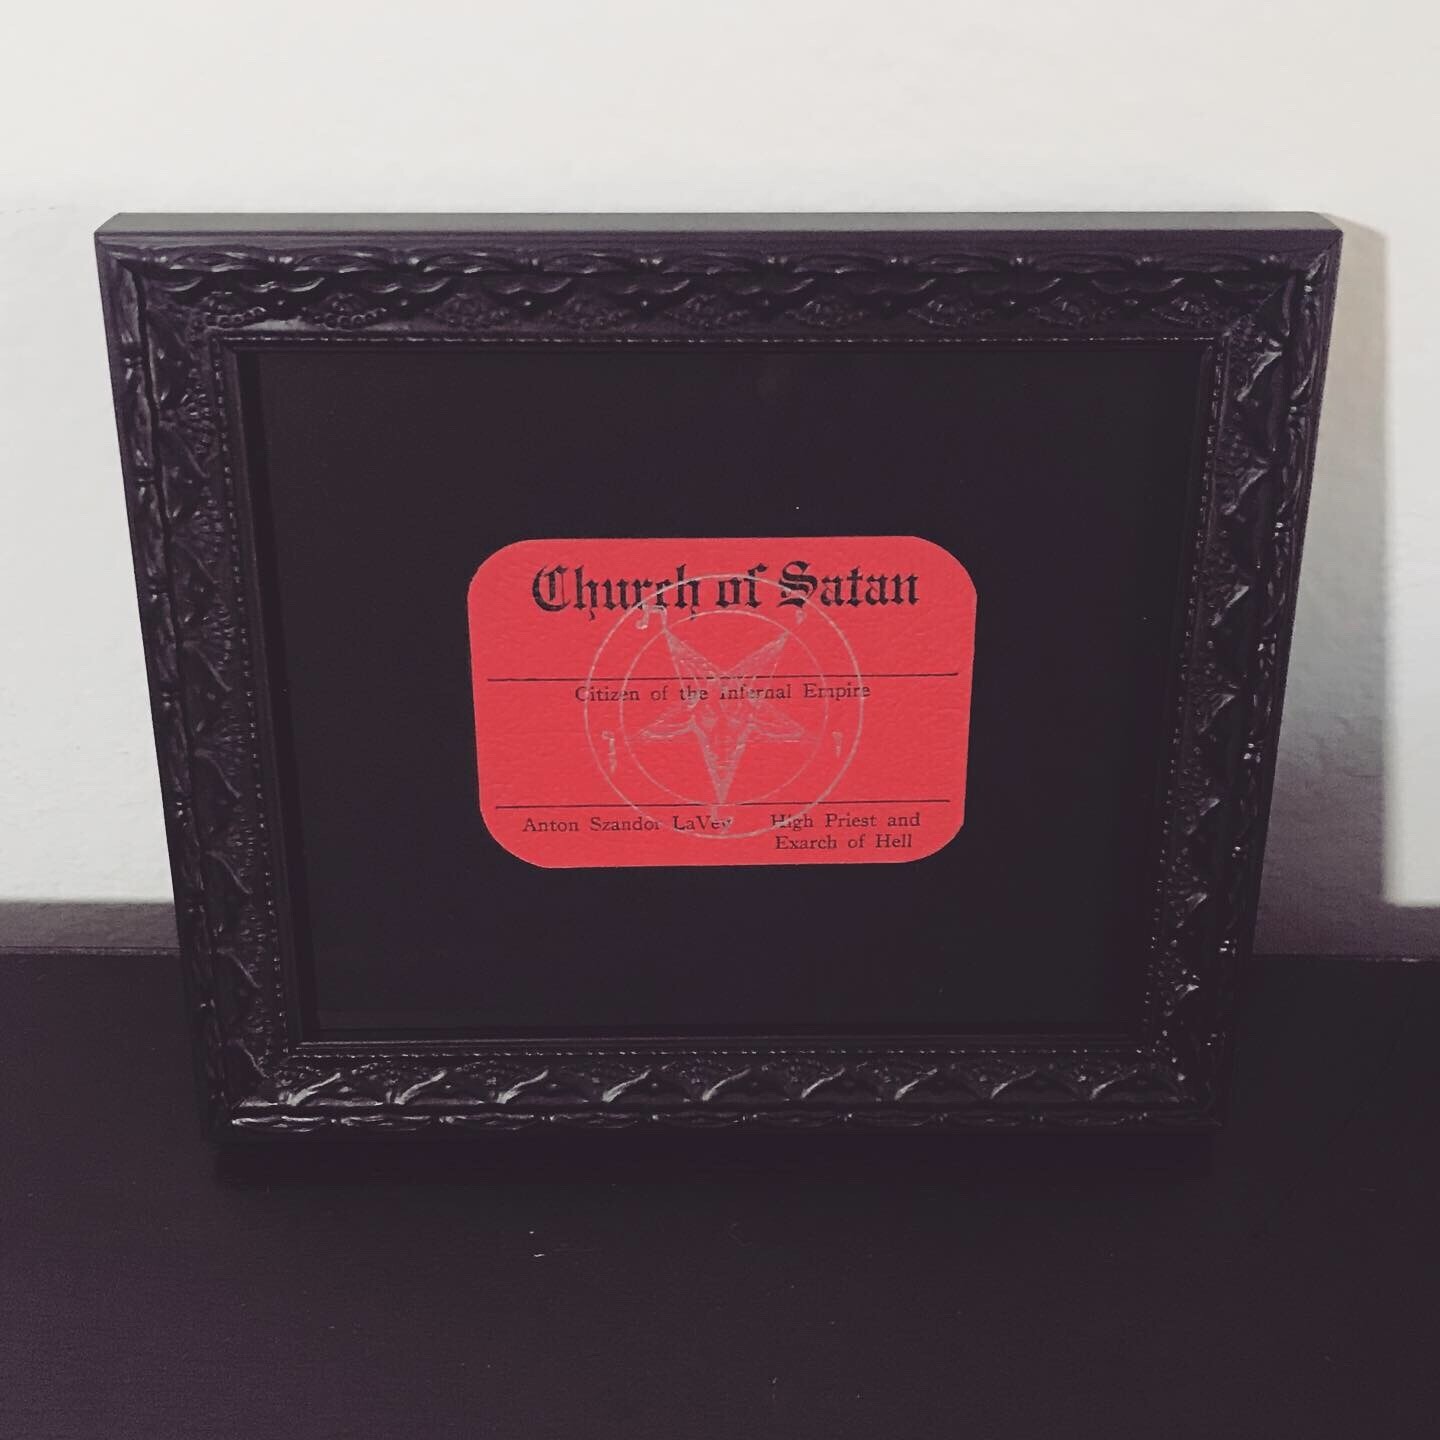 Church of Satan
Citizen of the Infernal Empire
Anton Szandor LaVey High Priest and
Exarch of Hell